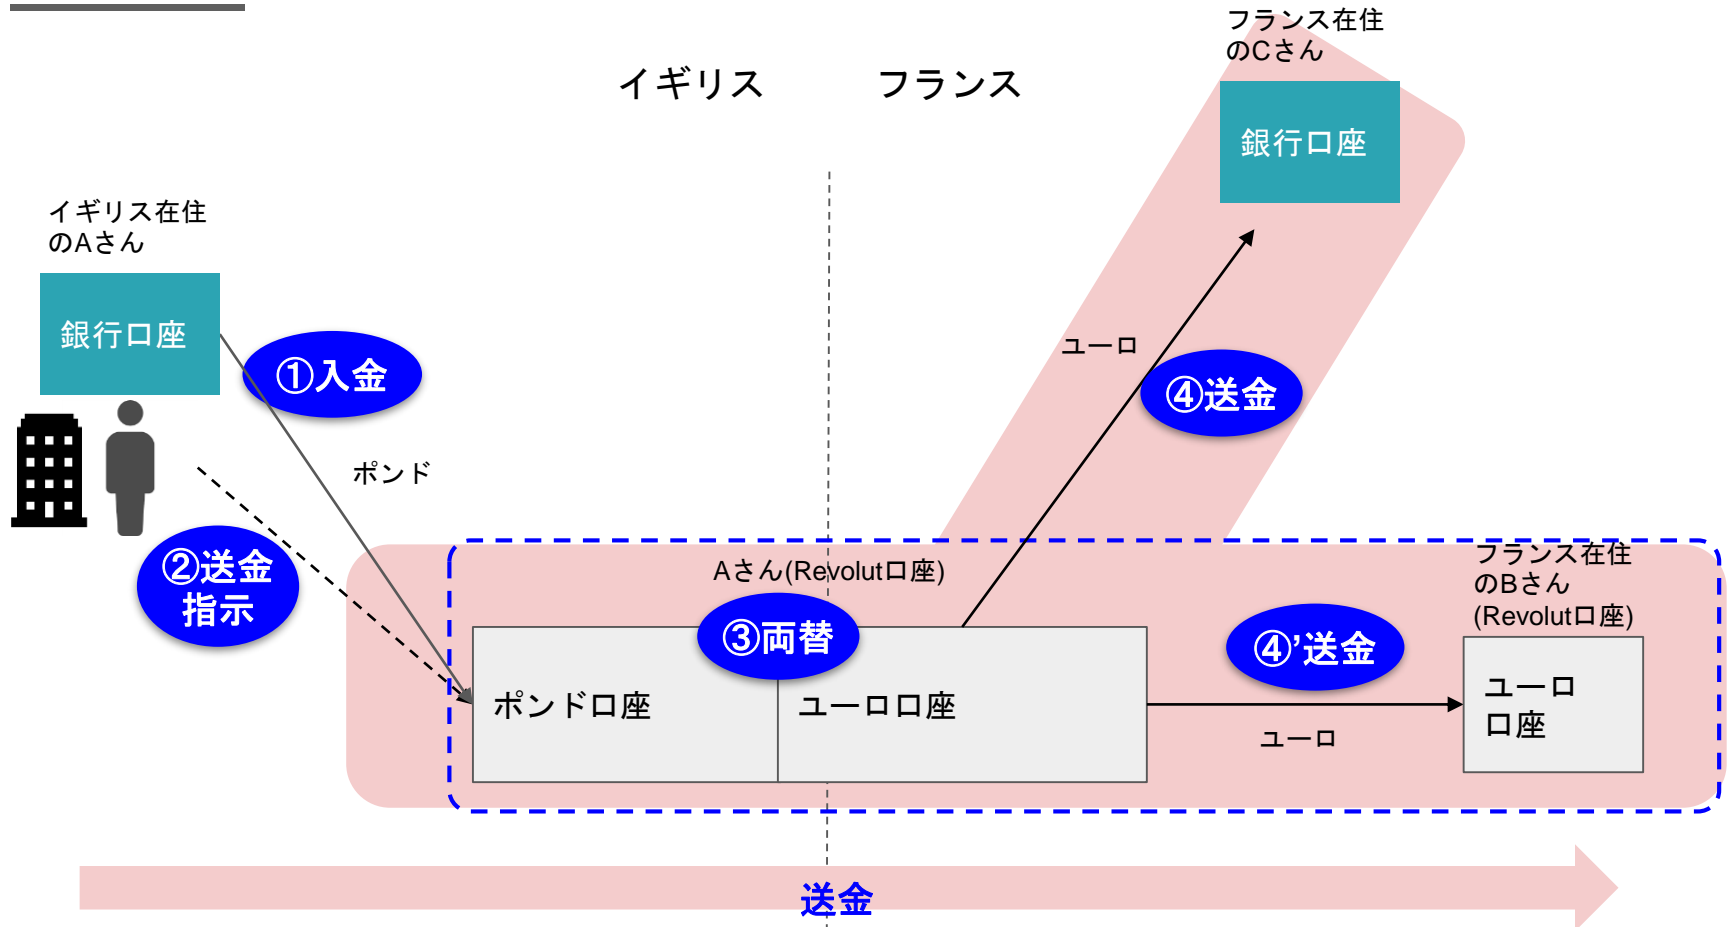 フランス在住
のCさん
イギリス
フランス
銀行口座
イギリス在住
のAさん
銀行口座
①入金
ユーロ
④送金
ポンド
②送金
指示
Aさん(Revolut口座)
フランス在住
のBさん
(Revolut口座)
③両替
④’送金
ポンド口座
ユーロ口座
ユーロ
口座
ユーロ
送金